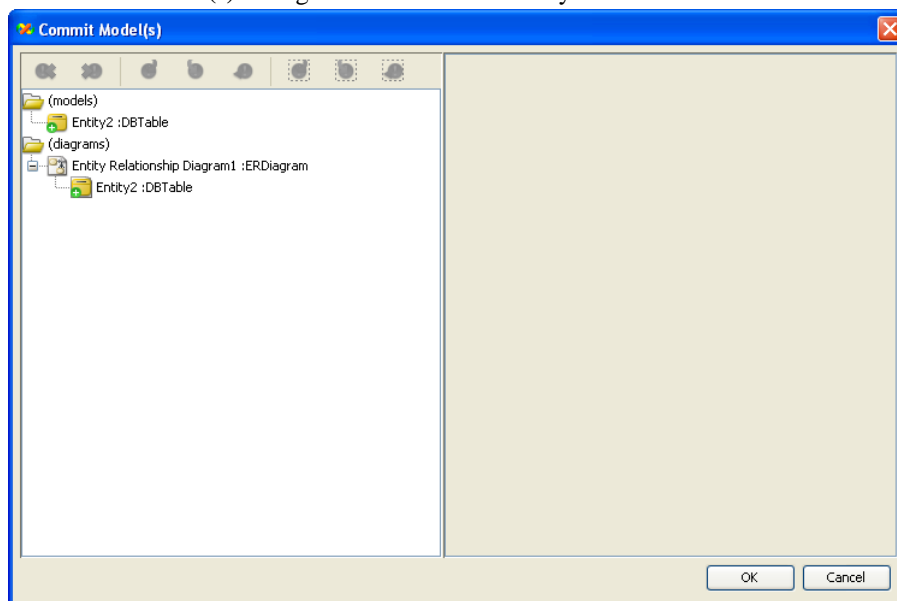 Commit Model(s)
(models)
Entity2 :DBTable
(diagrams)
Entity Relationship Diagram1 :ERDiagram
Entity2 :DBTable
OK Cancel